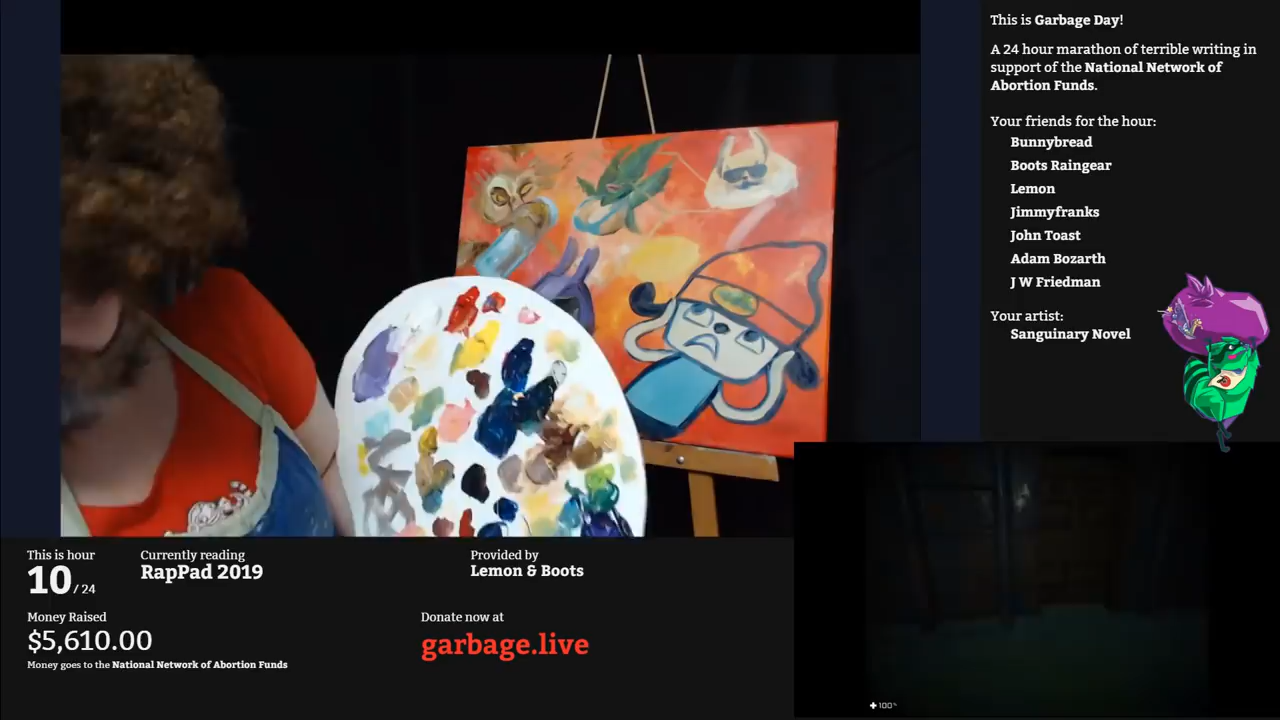 This is Garbage Day!
A 24 hour marathon of terrible writing in
support of the National Network of
Abortion Funds.
Your friends for the hour:
Bunnybread
Boots Raingear
Lemon
Jimmyfranks
John Toast
Adam Bozarth
J W Friedman
Your artist:
Sanguinary Novel
This is hour
10 / 24
Currently reading
RapPad 2019
Provided by
Lemon & Boots
Money Raised
$5,610.00
Money goes to the National Network of Abortion Funds
Donate now at
garbage.live
100%